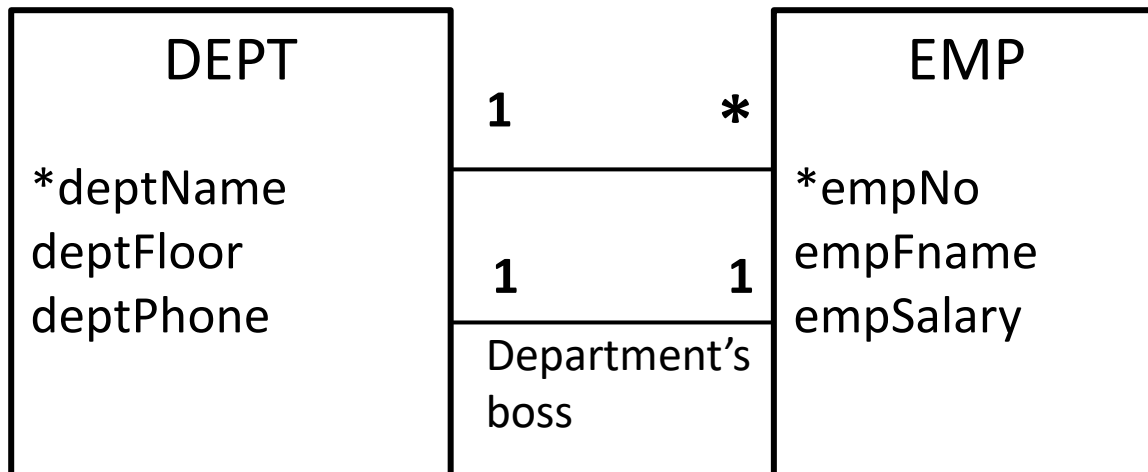 DEPT
*deptName
deptFloor
deptPhone
1 *
1 1
Department's
boss
EMP
*empNo
empFname
empSalary